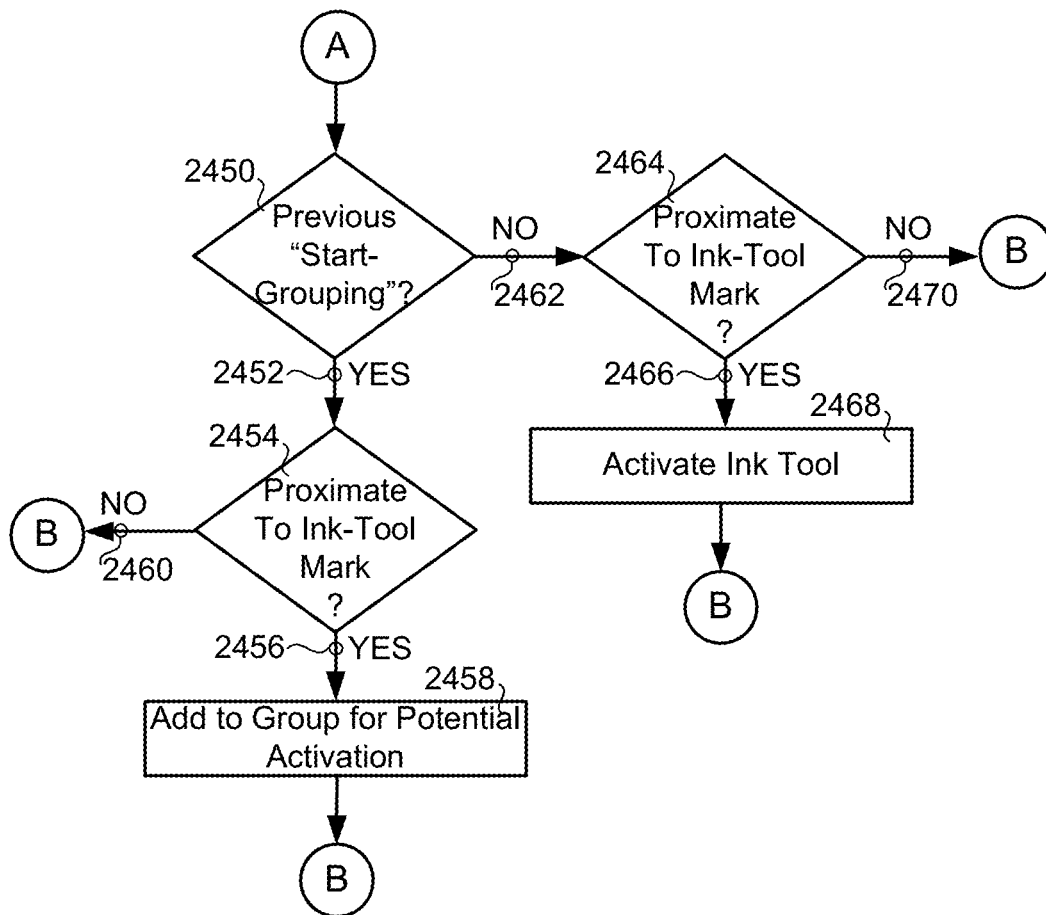 A
2450
Previous
“Start-
Grouping”?
NO
2462
2464
Proximate
To Ink-Tool
Mark
?
NO
2470
B
2452
YES
2466
YES
2468
Activate Ink Tool
B
2454
Proximate
To Ink-Tool
Mark
?
NO
2460
B
2456
YES
2458
Add to Group for Potential
Activation
B